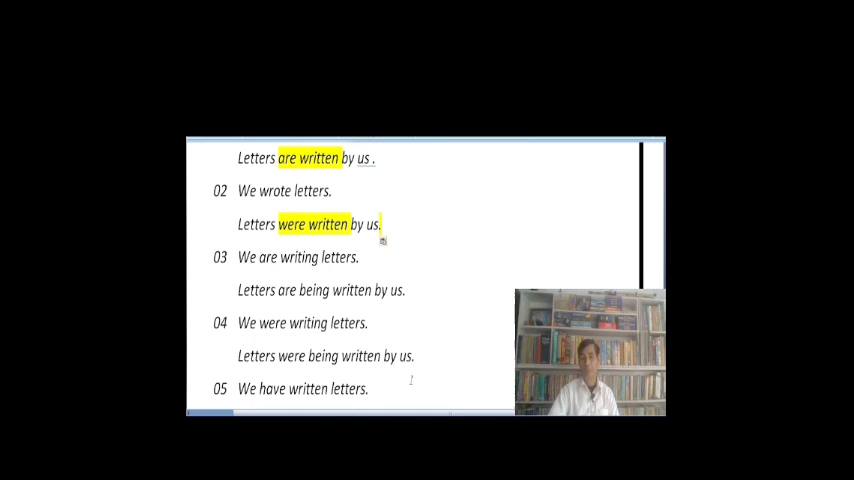 Letters are written by us .
02 We wrote letters.
Letters were written by us.
03 We are writing letters.
Letters are being written by us.
04 We were writing letters.
Letters were being written by us.
05 We have written letters.